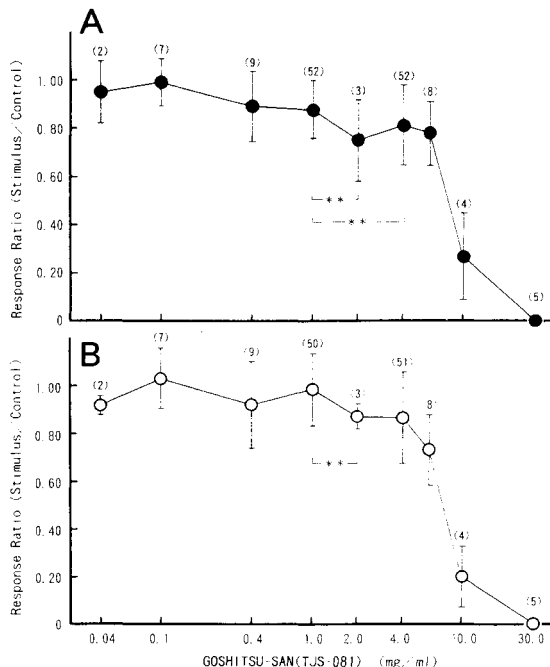 A
(2) (7) (9) (52) (3) (52) (8) (4) (5)
1.00
0.80
0.60
0.40
0.20
0
Response Ratio (Stimulus/Control)
**
**
B
(2) (7) (9) (50) (3) (51) (8) (4) (5)
1.00
0.80
0.60
0.40
0.20
0
Response Ratio (Stimulus/Control)
**
0.04 0.1 0.4 1.0 2.0 4.0 10.0 30.0
GOSHITSU-SAN(TJS-081) (mg/ml)